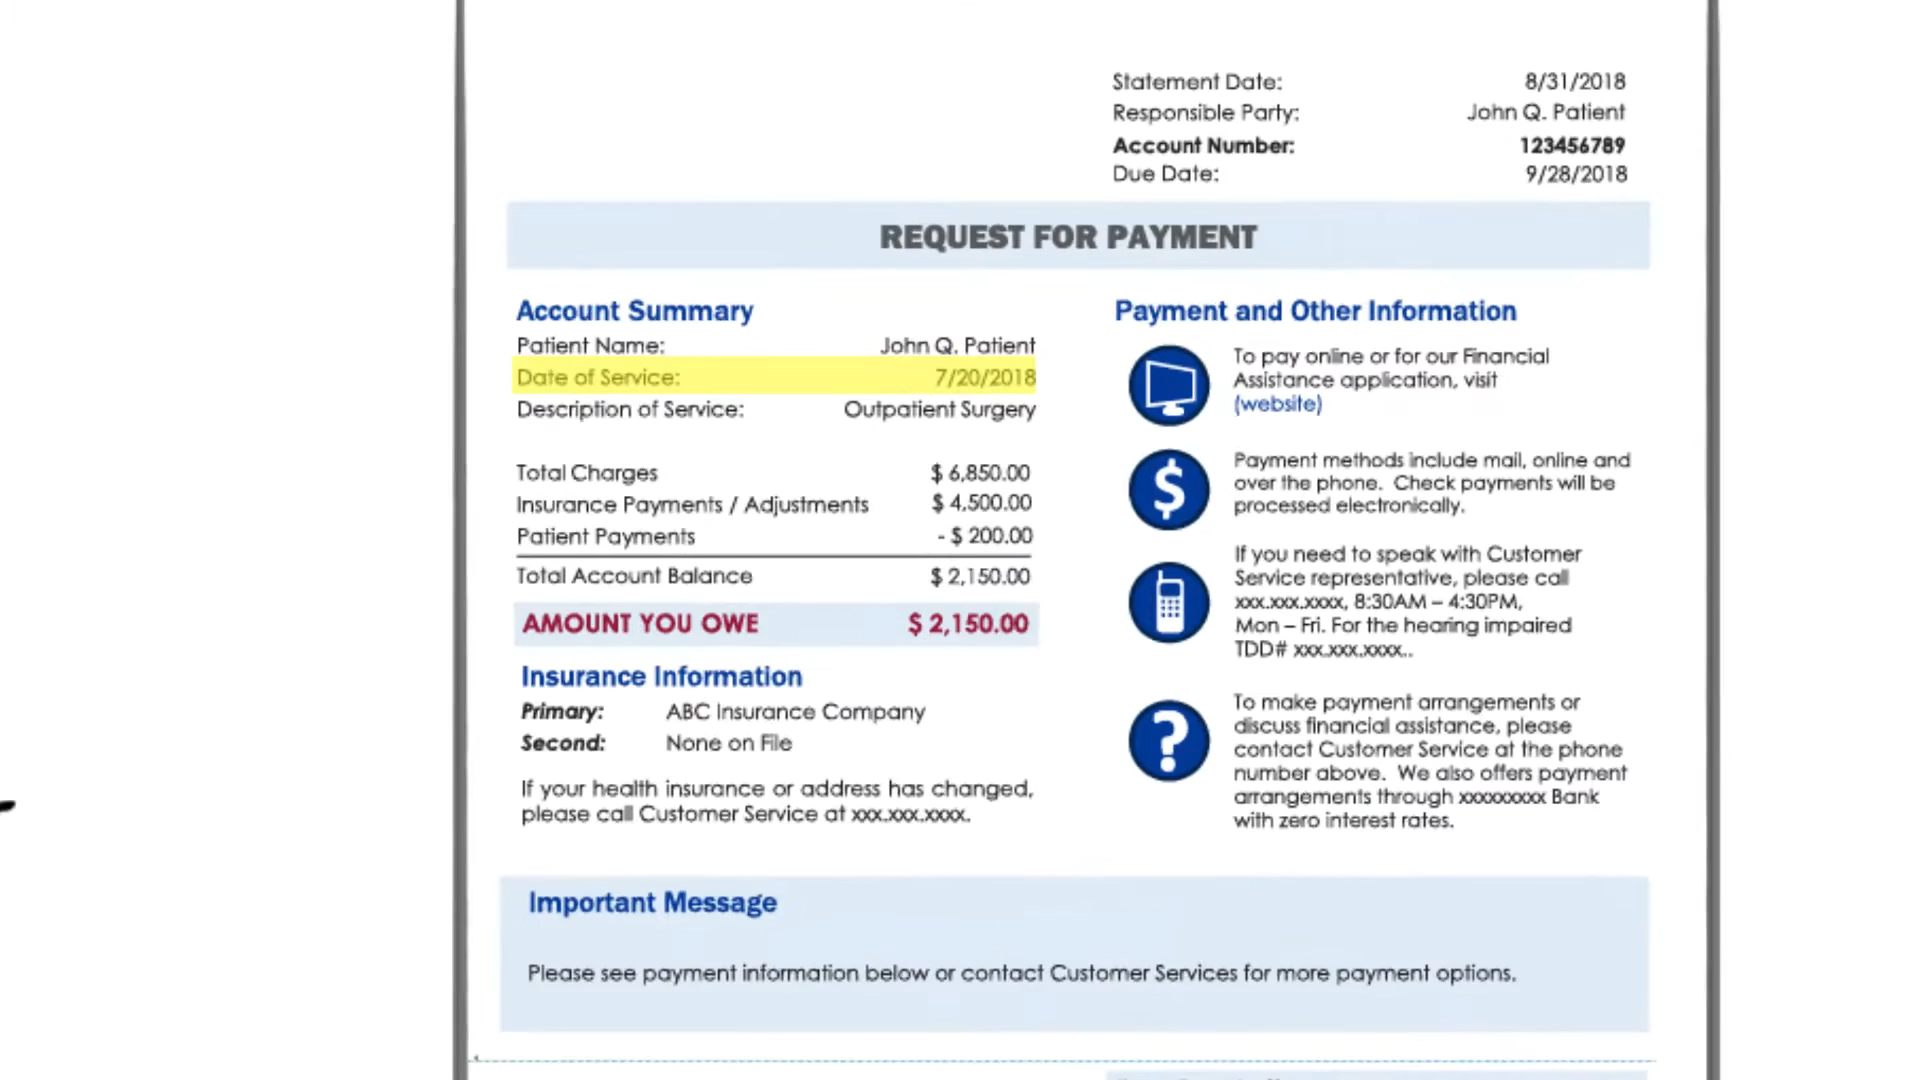 Statement Date: 8/31/2018
Responsible Party: John Q. Patient
Account Number: 123456789
Due Date: 9/28/2018
REQUEST FOR PAYMENT
Account Summary
Patient Name: John Q. Patient
Date of Service: 7/20/2018
Description of Service: Outpatient Surgery
Total Charges $ 6,850.00
Insurance Payments / Adjustments $ 4,500.00
Patient Payments - $ 200.00
Total Account Balance $ 2,150.00
AMOUNT YOU OWE $ 2,150.00
Insurance Information
Primary: ABC Insurance Company
Second: None on File
If your health insurance or address has changed,
please call Customer Service at xxx.xxx.xxxx.
Payment and Other Information
To pay online or for our Financial
Assistance application, visit
(website)
Payment methods include mail, online and
over the phone. Check payments will be
processed electronically.
If you need to speak with Customer
Service representative, please call
xxx.xxx.xxxx, 8:30AM – 4:30PM,
Mon – Fri. For the hearing impaired
TDD# xxx.xxx.xxxx..
To make payment arrangements or
discuss financial assistance, please
contact Customer Service at the phone
number above. We also offers payment
arrangements through xxxxxxxxx Bank
with zero interest rates.
Important Message
Please see payment information below or contact Customer Services for more payment options.